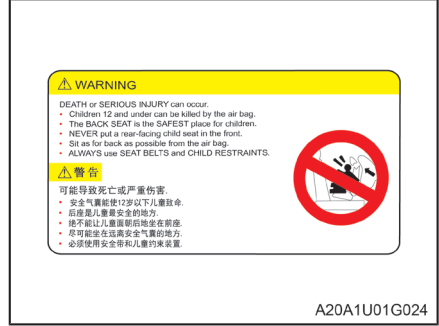 ⚠ WARNING
DEATH or SERIOUS INJURY can occur.
• Children 12 and under can be killed by the air bag.
• The BACK SEAT is the SAFEST place for children.
• NEVER put a rear-facing child seat in the front.
• Sit as for back as possible from the air bag.
• ALWAYS use SEAT BELTS and CHILD RESTRAINTS.
⚠ 警告
可能导致死亡或严重伤害.
• 安全气囊能使12岁以下儿童致命.
• 后座是儿童最安全的地方.
• 绝不能让儿童面朝后地坐在前座.
• 尽可能坐在远离安全气囊的地方.
• 必须使用安全带和儿童约束装置.
A20A1U01G024